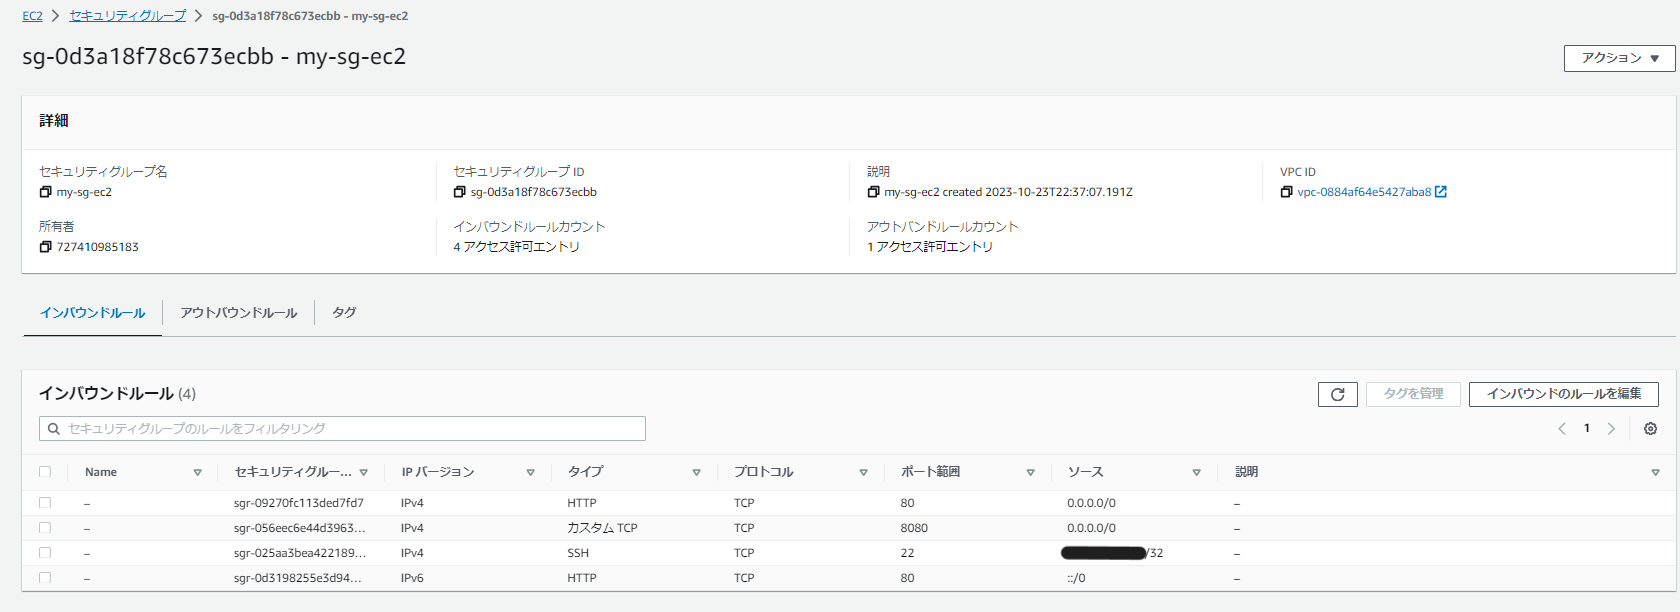 EC2 > セキュリティグループ > sg-0d3a18f78c673ecbb - my-sg-ec2
sg-0d3a18f78c673ecbb - my-sg-ec2
アクション ▼
詳細
セキュリティグループ名 セキュリティグループ ID 説明 VPC ID
my-sg-ec2 sg-0d3a18f78c673ecbb my-sg-ec2 created 2023-10-23T22:37:07.191Z vpc-0884af64e5427aba8
所有者 インバウンドルールカウント アウトバンドルールカウント
727410985183 4 アクセス許可エントリ 1 アクセス許可エントリ
インバウンドルール アウトバウンドルール タグ
インバウンドルール (4) タグを管理 インバウンドのルールを編集
セキュリティグループのルールをフィルタリング 1
Name セキュリティグルー... IP バージョン タイプ プロトコル ポート範囲 ソース 説明
– sgr-09270fc113ded7fd7 IPv4 HTTP TCP 80 0.0.0.0/0 –
– sgr-056eec6e44d3963... IPv4 カスタム TCP TCP 8080 0.0.0.0/0 –
– sgr-025aa3bea422189... IPv4 SSH TCP 22 /32 –
– sgr-0d3198255e3d94... IPv6 HTTP TCP 80 ::/0 –